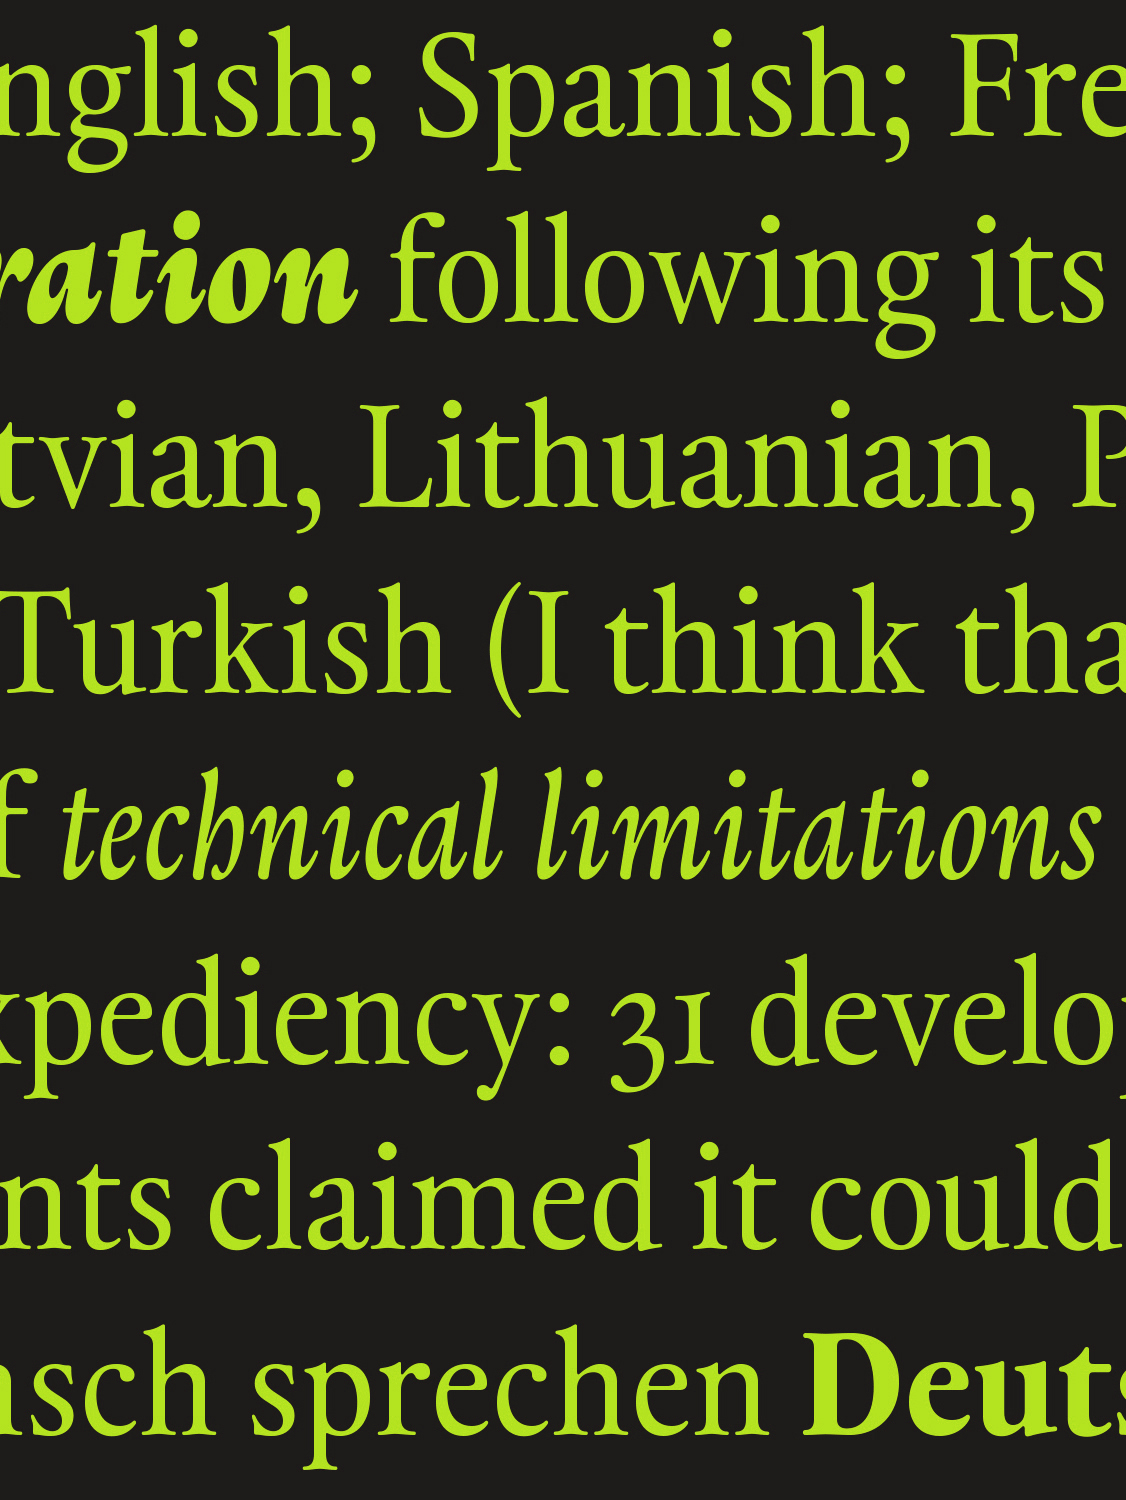 nglish; Spanish; Fre
ration following its
tvian, Lithuanian, P
Turkish (I think tha
f technical limitations
xpediency: 31 develop
nts claimed it could
nsch sprechen Deuts